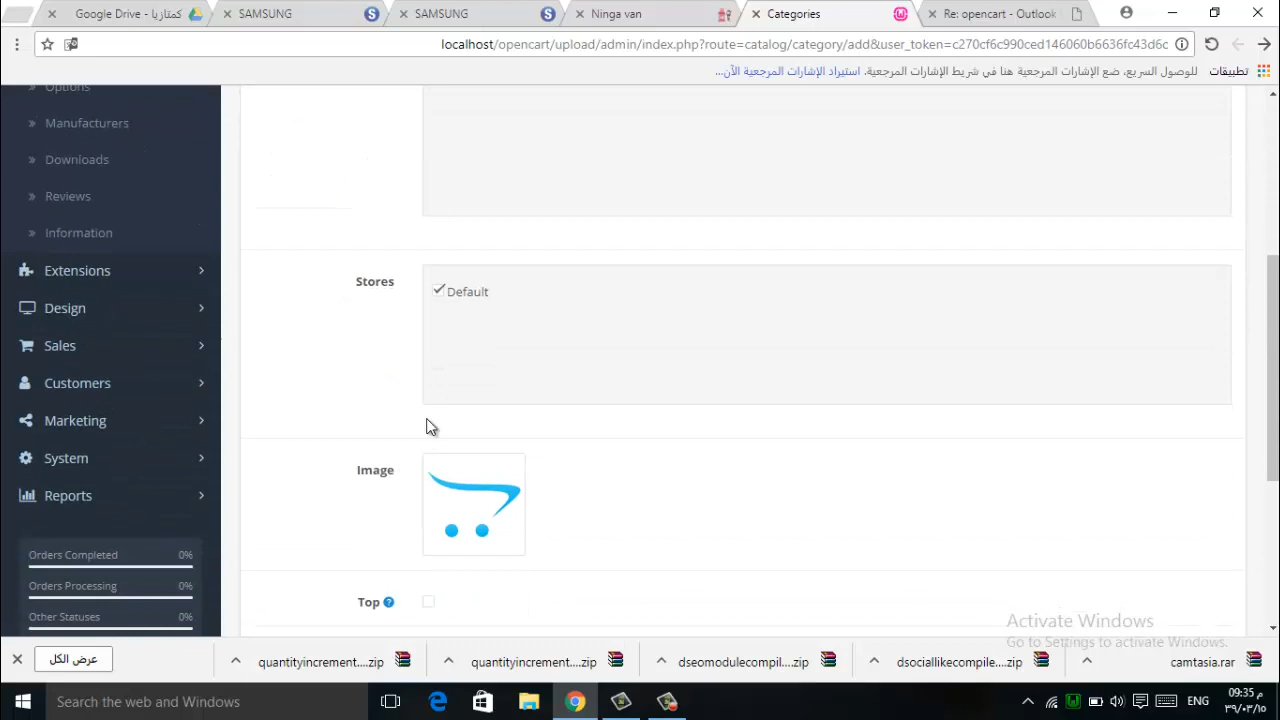 كمتازيا - Google Drive
SAMSUNG
SAMSUNG
Ninga van
Categories
Re: opencart - Outlook
localhost/opencart/upload/admin/index.php?route=catalog/category/add&user_token=c270cf6c990ced146060b6636fc43d6c
تطبيقات
للوصول السريع، ضع الإشارات المرجعية هنا في شريط الإشارات المرجعية. استيراد الإشارات المرجعية الآن...
Options
Manufacturers
Downloads
Reviews
Information
Extensions
Design
Sales
Customers
Marketing
System
Reports
Orders Completed 0%
Orders Processing 0%
Other Statuses 0%
Stores
Default
Image
Top
Activate Windows
Go to Settings to activate Windows.
عرض الكل
quantityincrement....zip
quantityincrement....zip
dseomodulecompil....zip
dsociallikecompile....zip
camtasia.rar
Search the web and Windows
ENG
09:35 م
٣٩/٠٣/١٥